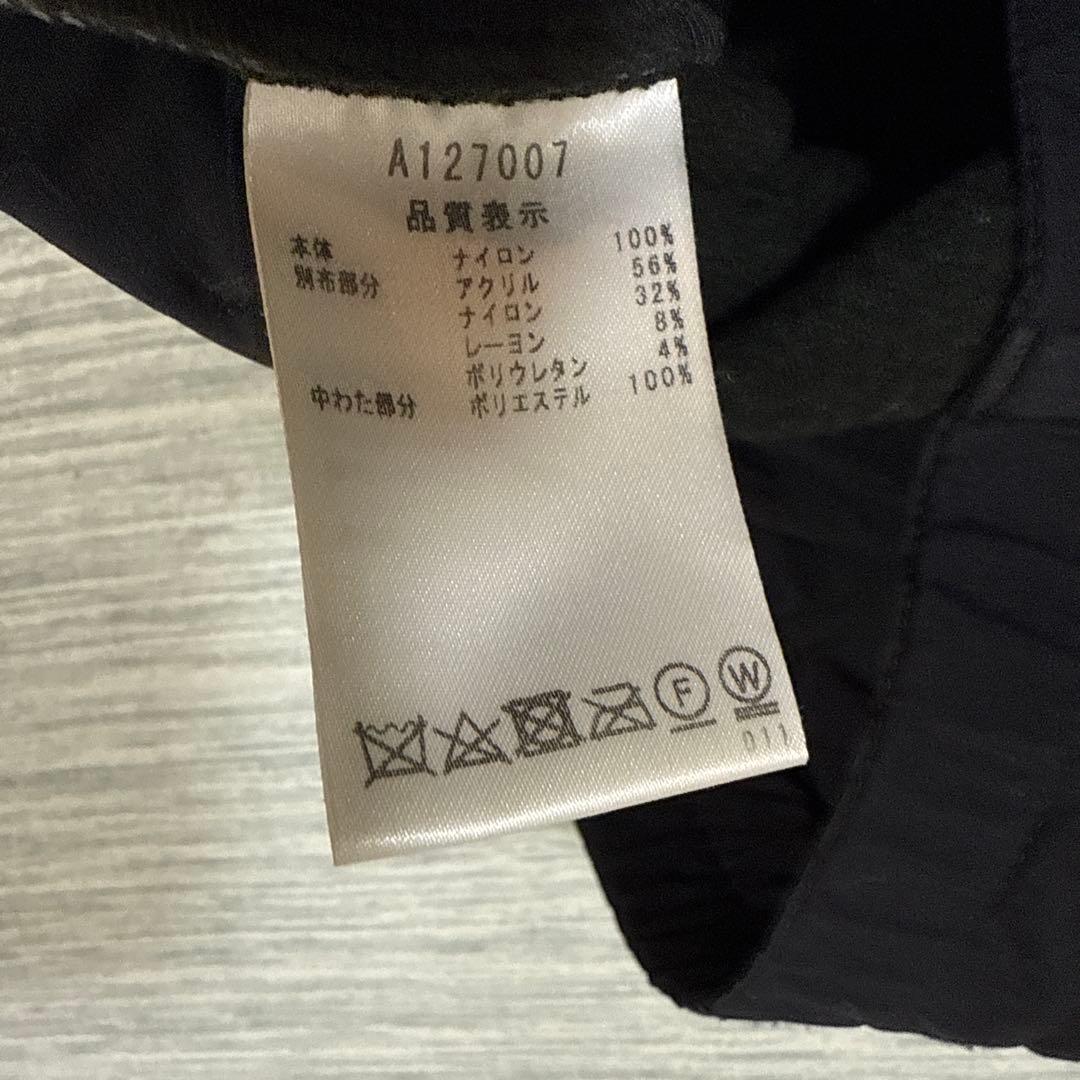 A127007
品質表示
本体 ナイロン 100%
別布部分 アクリル 56%
ナイロン 32%
レーヨン 8%
ポリウレタン 4%
中わた部分 ポリエステル 100%
F W
011